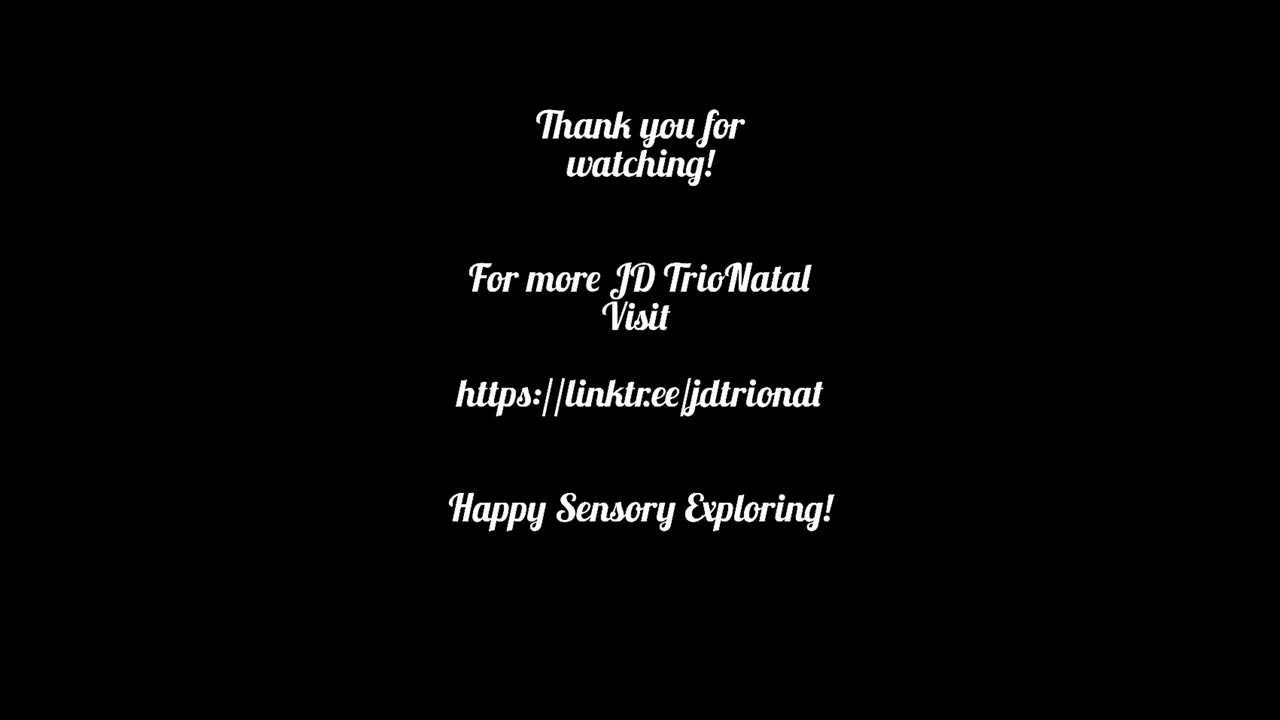 Thank you for
watching!
For more JD TrioNatal
Visit
https://linktr.ee/jdtrionat
Happy Sensory Exploring!